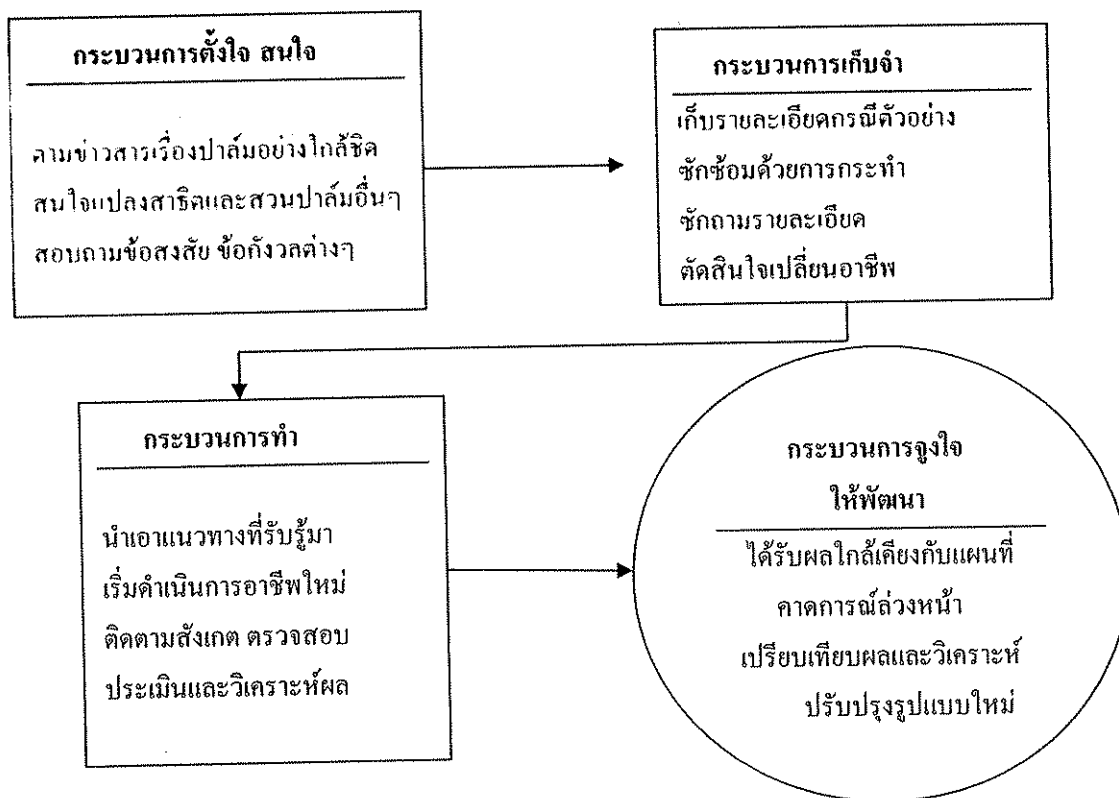 กระบวนการตั้งใจ สนใจ
ตามข่าวสารเรื่องปาล์มอย่างใกล้ชิด
สนใจแปลงสาธิตและสวนปาล์มอื่นๆ
สอบถามข้อสงสัย ข้อกังวลต่างๆ
กระบวนการเก็บจำ
เก็บรายละเอียดกรณีตัวอย่าง
ซักซ้อมด้วยการกระทำ
ซักถามรายละเอียด
ตัดสินใจเปลี่ยนอาชีพ
กระบวนการทำ
นำเอาแนวทางที่รับรู้มา
เริ่มดำเนินการอาชีพใหม่
ติดตามสังเกต ตรวจสอบ
ประเมินและวิเคราะห์ผล
กระบวนการจูงใจ
ให้พัฒนา
ได้รับผลใกล้เคียงกับแผนที่
คาดการณ์ล่วงหน้า
เปรียบเทียบผลและวิเคราะห์
ปรับปรุงรูปแบบใหม่